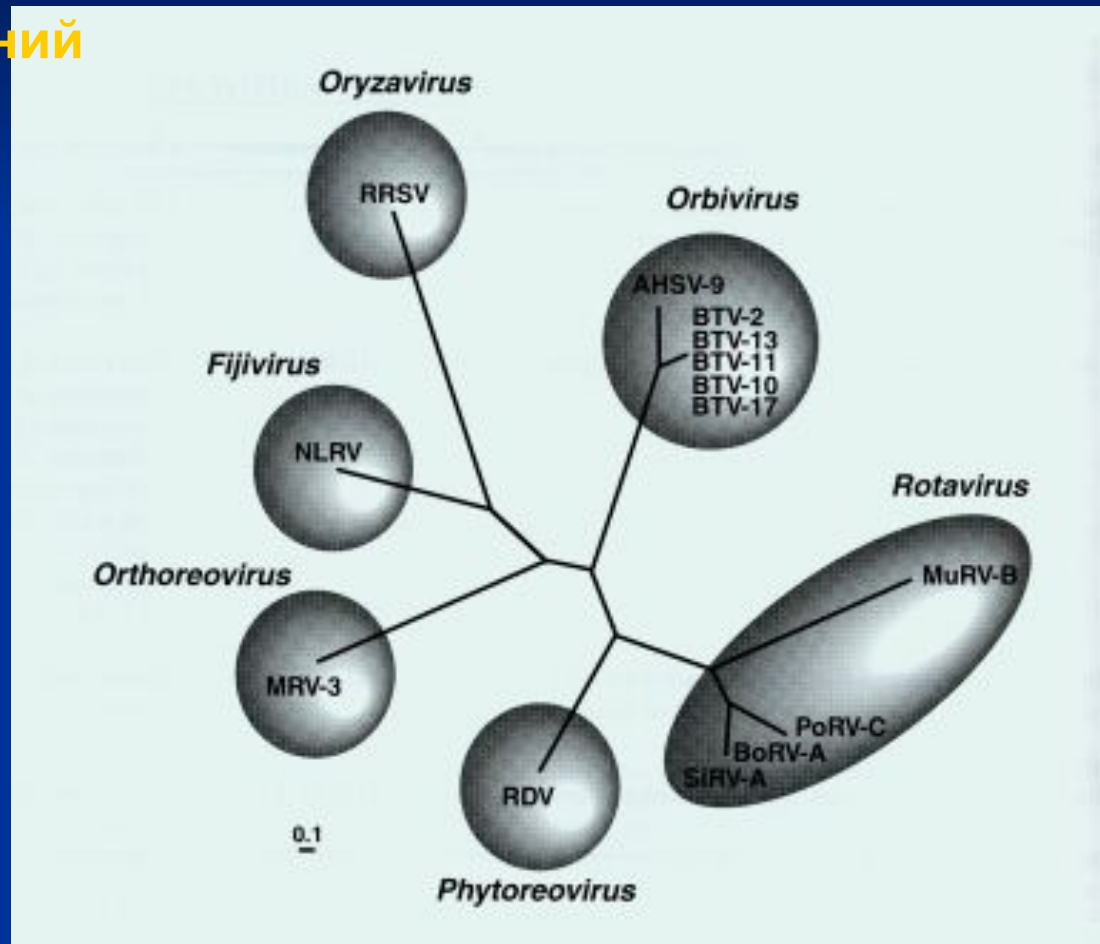 ний
Oryzavirus
RRSV
Orbivirus
AHSV-9
BTV-2
BTV-13
BTV-11
BTV-10
BTV-17
Fijivirus
NLRV
Rotavirus
MuRV-B
Orthoreovirus
MRV-3
PoRV-C
BoRV-A
SiRV-A
RDV
0.1
Phytoreovirus